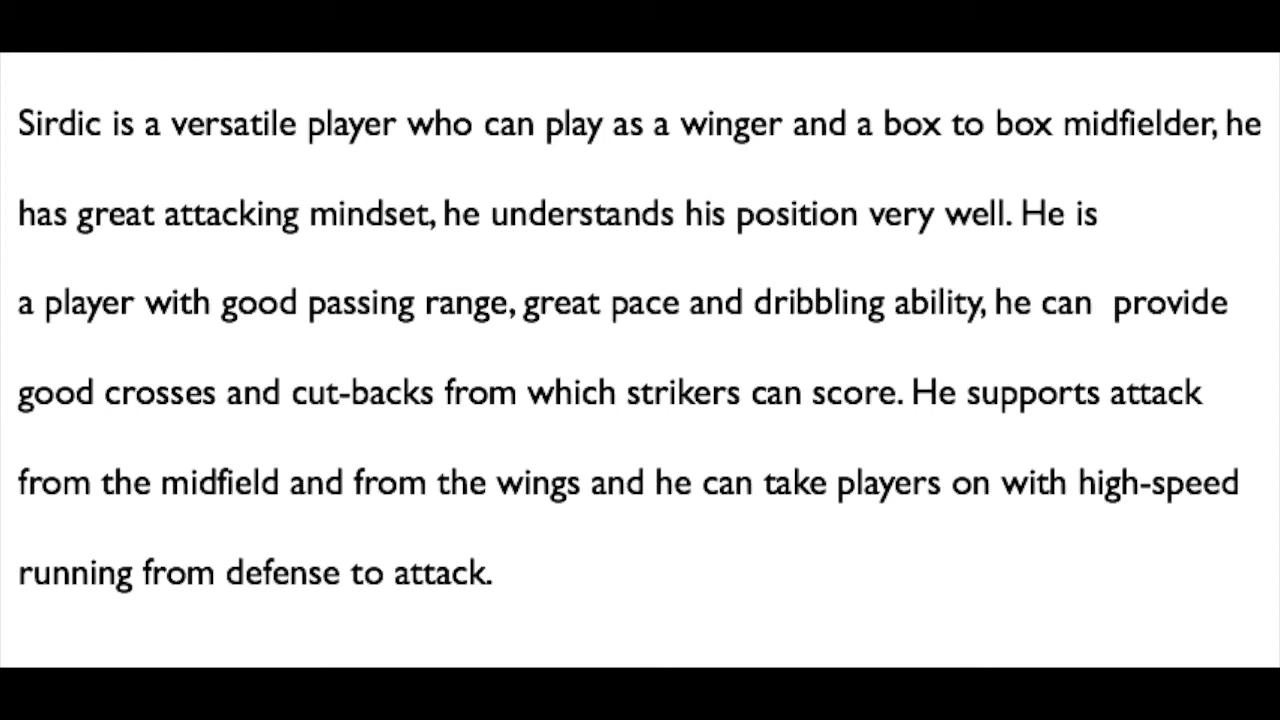 Sirdic is a versatile player who can play as a winger and a box to box midfielder, he
has great attacking mindset, he understands his position very well. He is
a player with good passing range, great pace and dribbling ability, he can  provide
good crosses and cut-backs from which strikers can score. He supports attack
from the midfield and from the wings and he can take players on with high-speed
running from defense to attack.